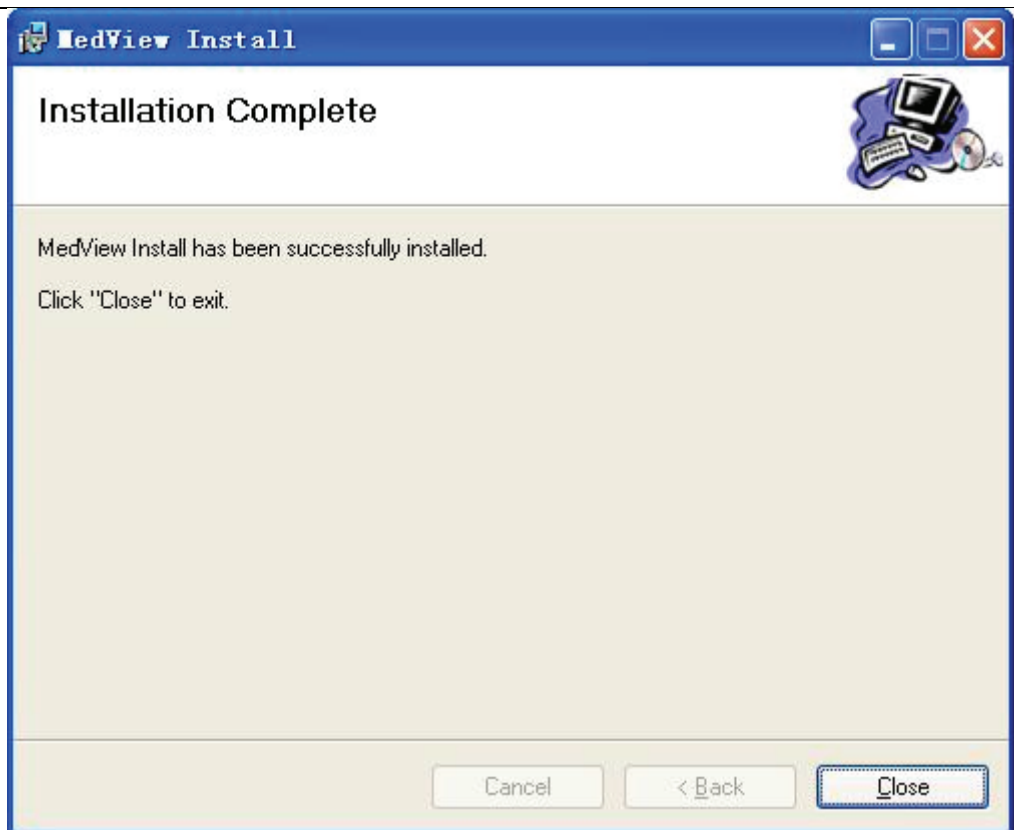 MedView Install
Installation Complete
MedView Install has been successfully installed.
Click "Close" to exit.
Cancel
< Back
Close